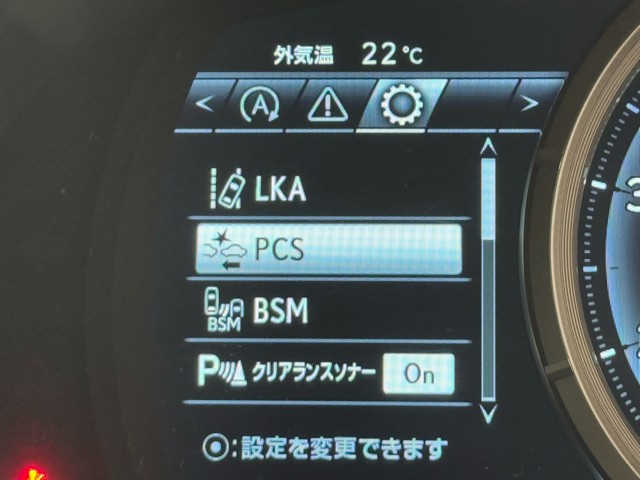 外気温 22℃
< A ! >
LKA
PCS
BSM BSM
P クリアランスソナー On
◉:設定を変更できます
3